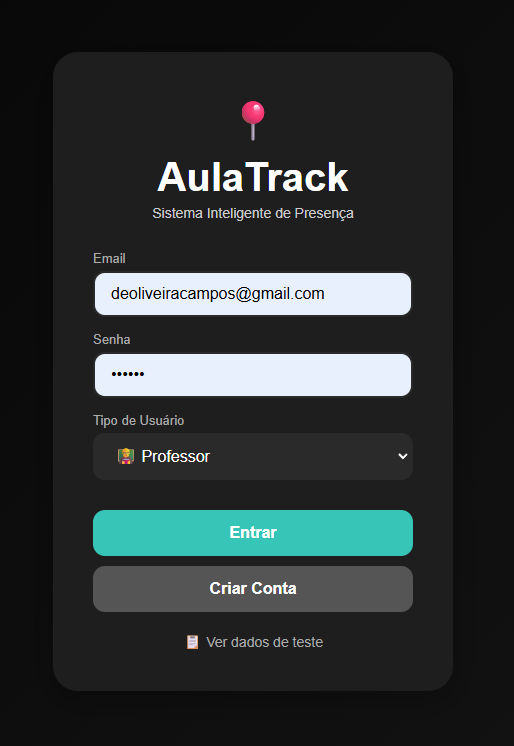 AulaTrack
Sistema Inteligente de Presença
Email
deoliveiracampos@gmail.com
Senha
••••••
Tipo de Usuário
Professor
Entrar
Criar Conta
Ver dados de teste